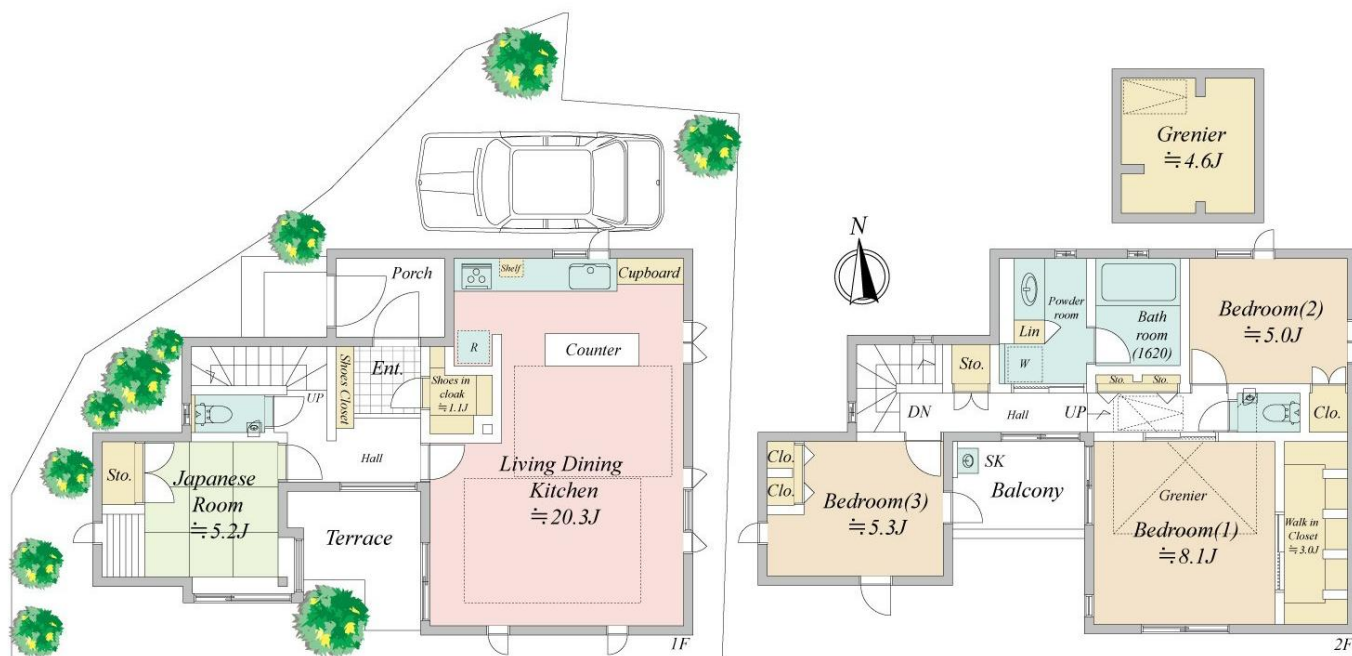 Porch
Shelf
Cupboard
R
Counter
Shoes Closet
Ent.
Shoes in
cloak
≒1.1J
UP
Hall
Sto.
Japanese
Room
≒5.2J
Living Dining
Kitchen
≒20.3J
Terrace
1F
Grenier
≒4.6J
N
Powder
room
Lin
W
Bath
room
(1620)
Bedroom(2)
≒5.0J
Sto.
Sto.
Sto.
DN
Hall
UP
Clo.
Clo.
Clo.
SK
Balcony
Bedroom(3)
≒5.3J
Grenier
Bedroom(1)
≒8.1J
Walk in
Closet
≒3.0J
2F